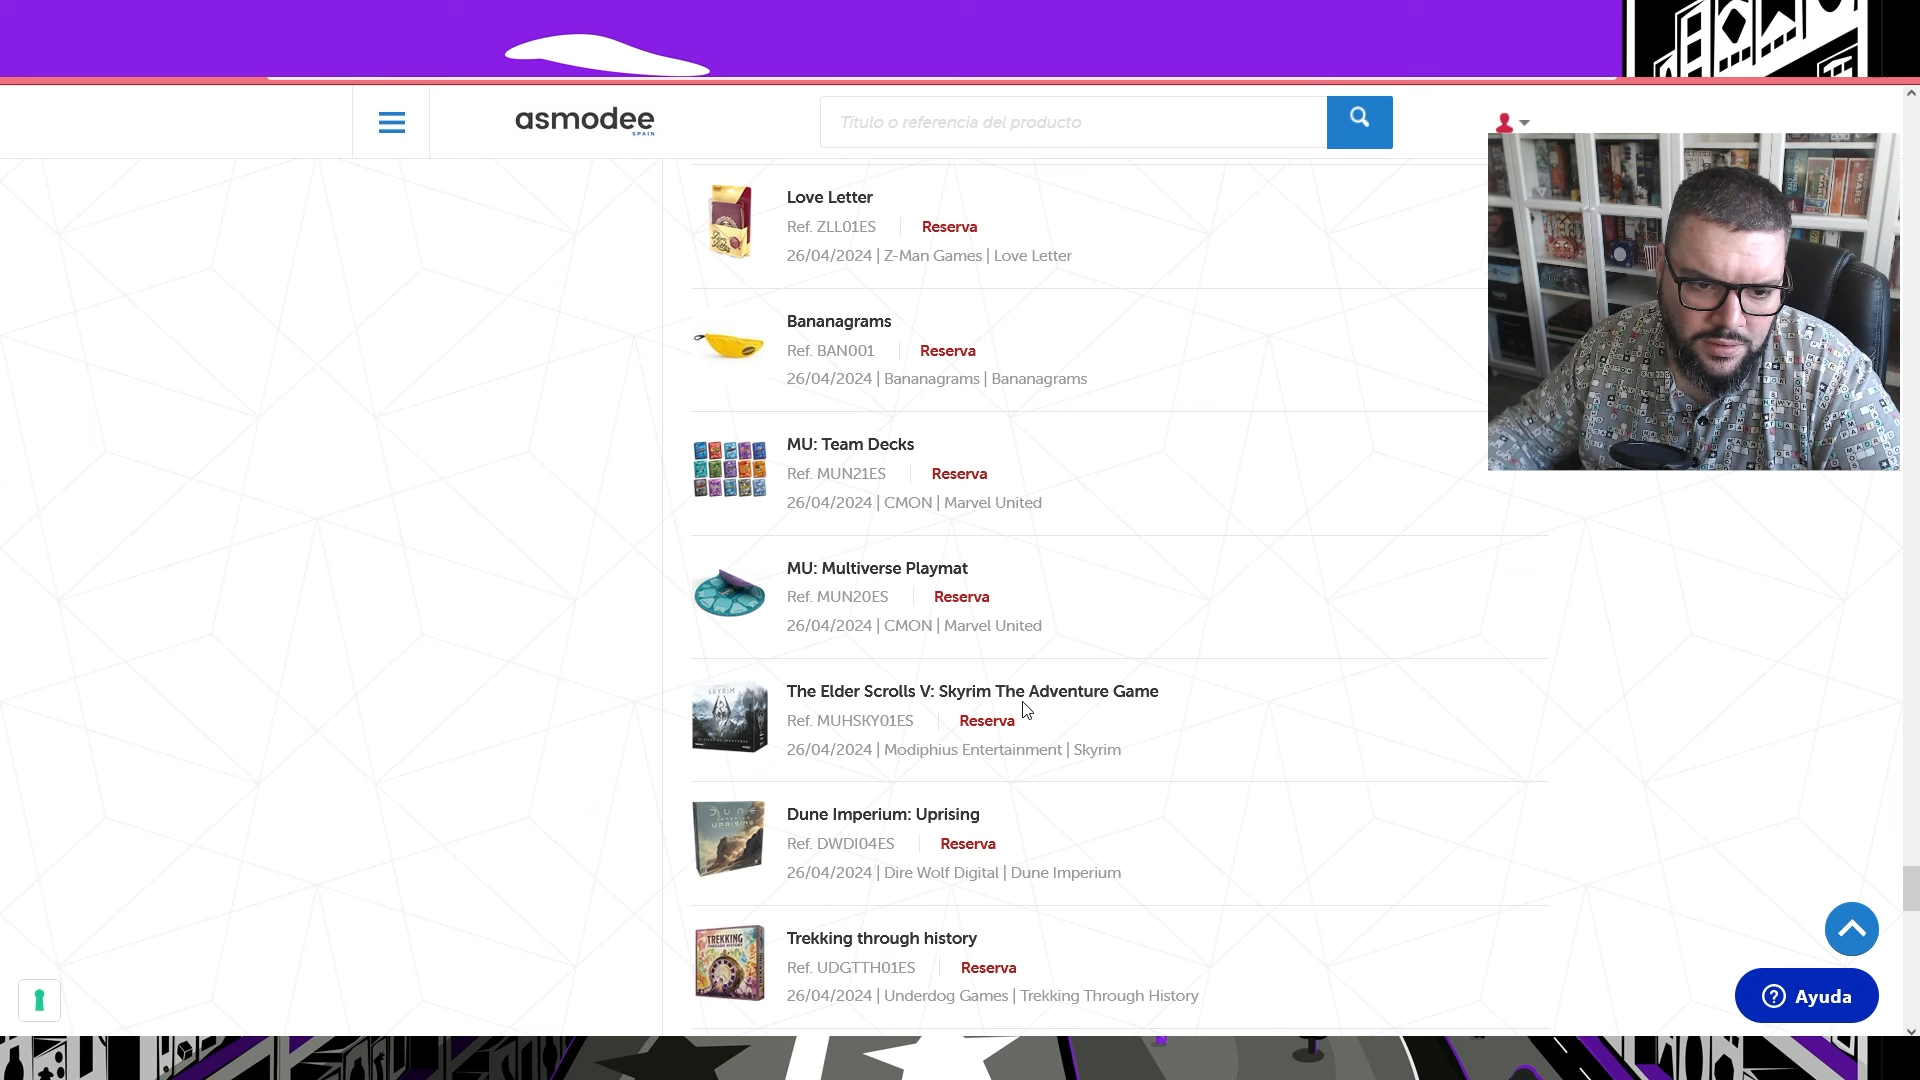 asmodee
SPAIN
Título o referencia del producto
Love Letter
Ref. ZLL01ES Reserva
26/04/2024 | Z-Man Games | Love Letter
Bananagrams
Ref. BAN001 Reserva
26/04/2024 | Bananagrams | Bananagrams
MU: Team Decks
Ref. MUN21ES Reserva
26/04/2024 | CMON | Marvel United
MU: Multiverse Playmat
Ref. MUN20ES Reserva
26/04/2024 | CMON | Marvel United
SKYRIM
The Elder Scrolls V: Skyrim The Adventure Game
Ref. MUHSKY01ES Reserva
26/04/2024 | Modiphius Entertainment | Skyrim
DUNE
UPRISING
Dune Imperium: Uprising
Ref. DWDI04ES Reserva
26/04/2024 | Dire Wolf Digital | Dune Imperium
TREKKING
Trekking through history
Ref. UDGTTH01ES Reserva
26/04/2024 | Underdog Games | Trekking Through History
Ayuda